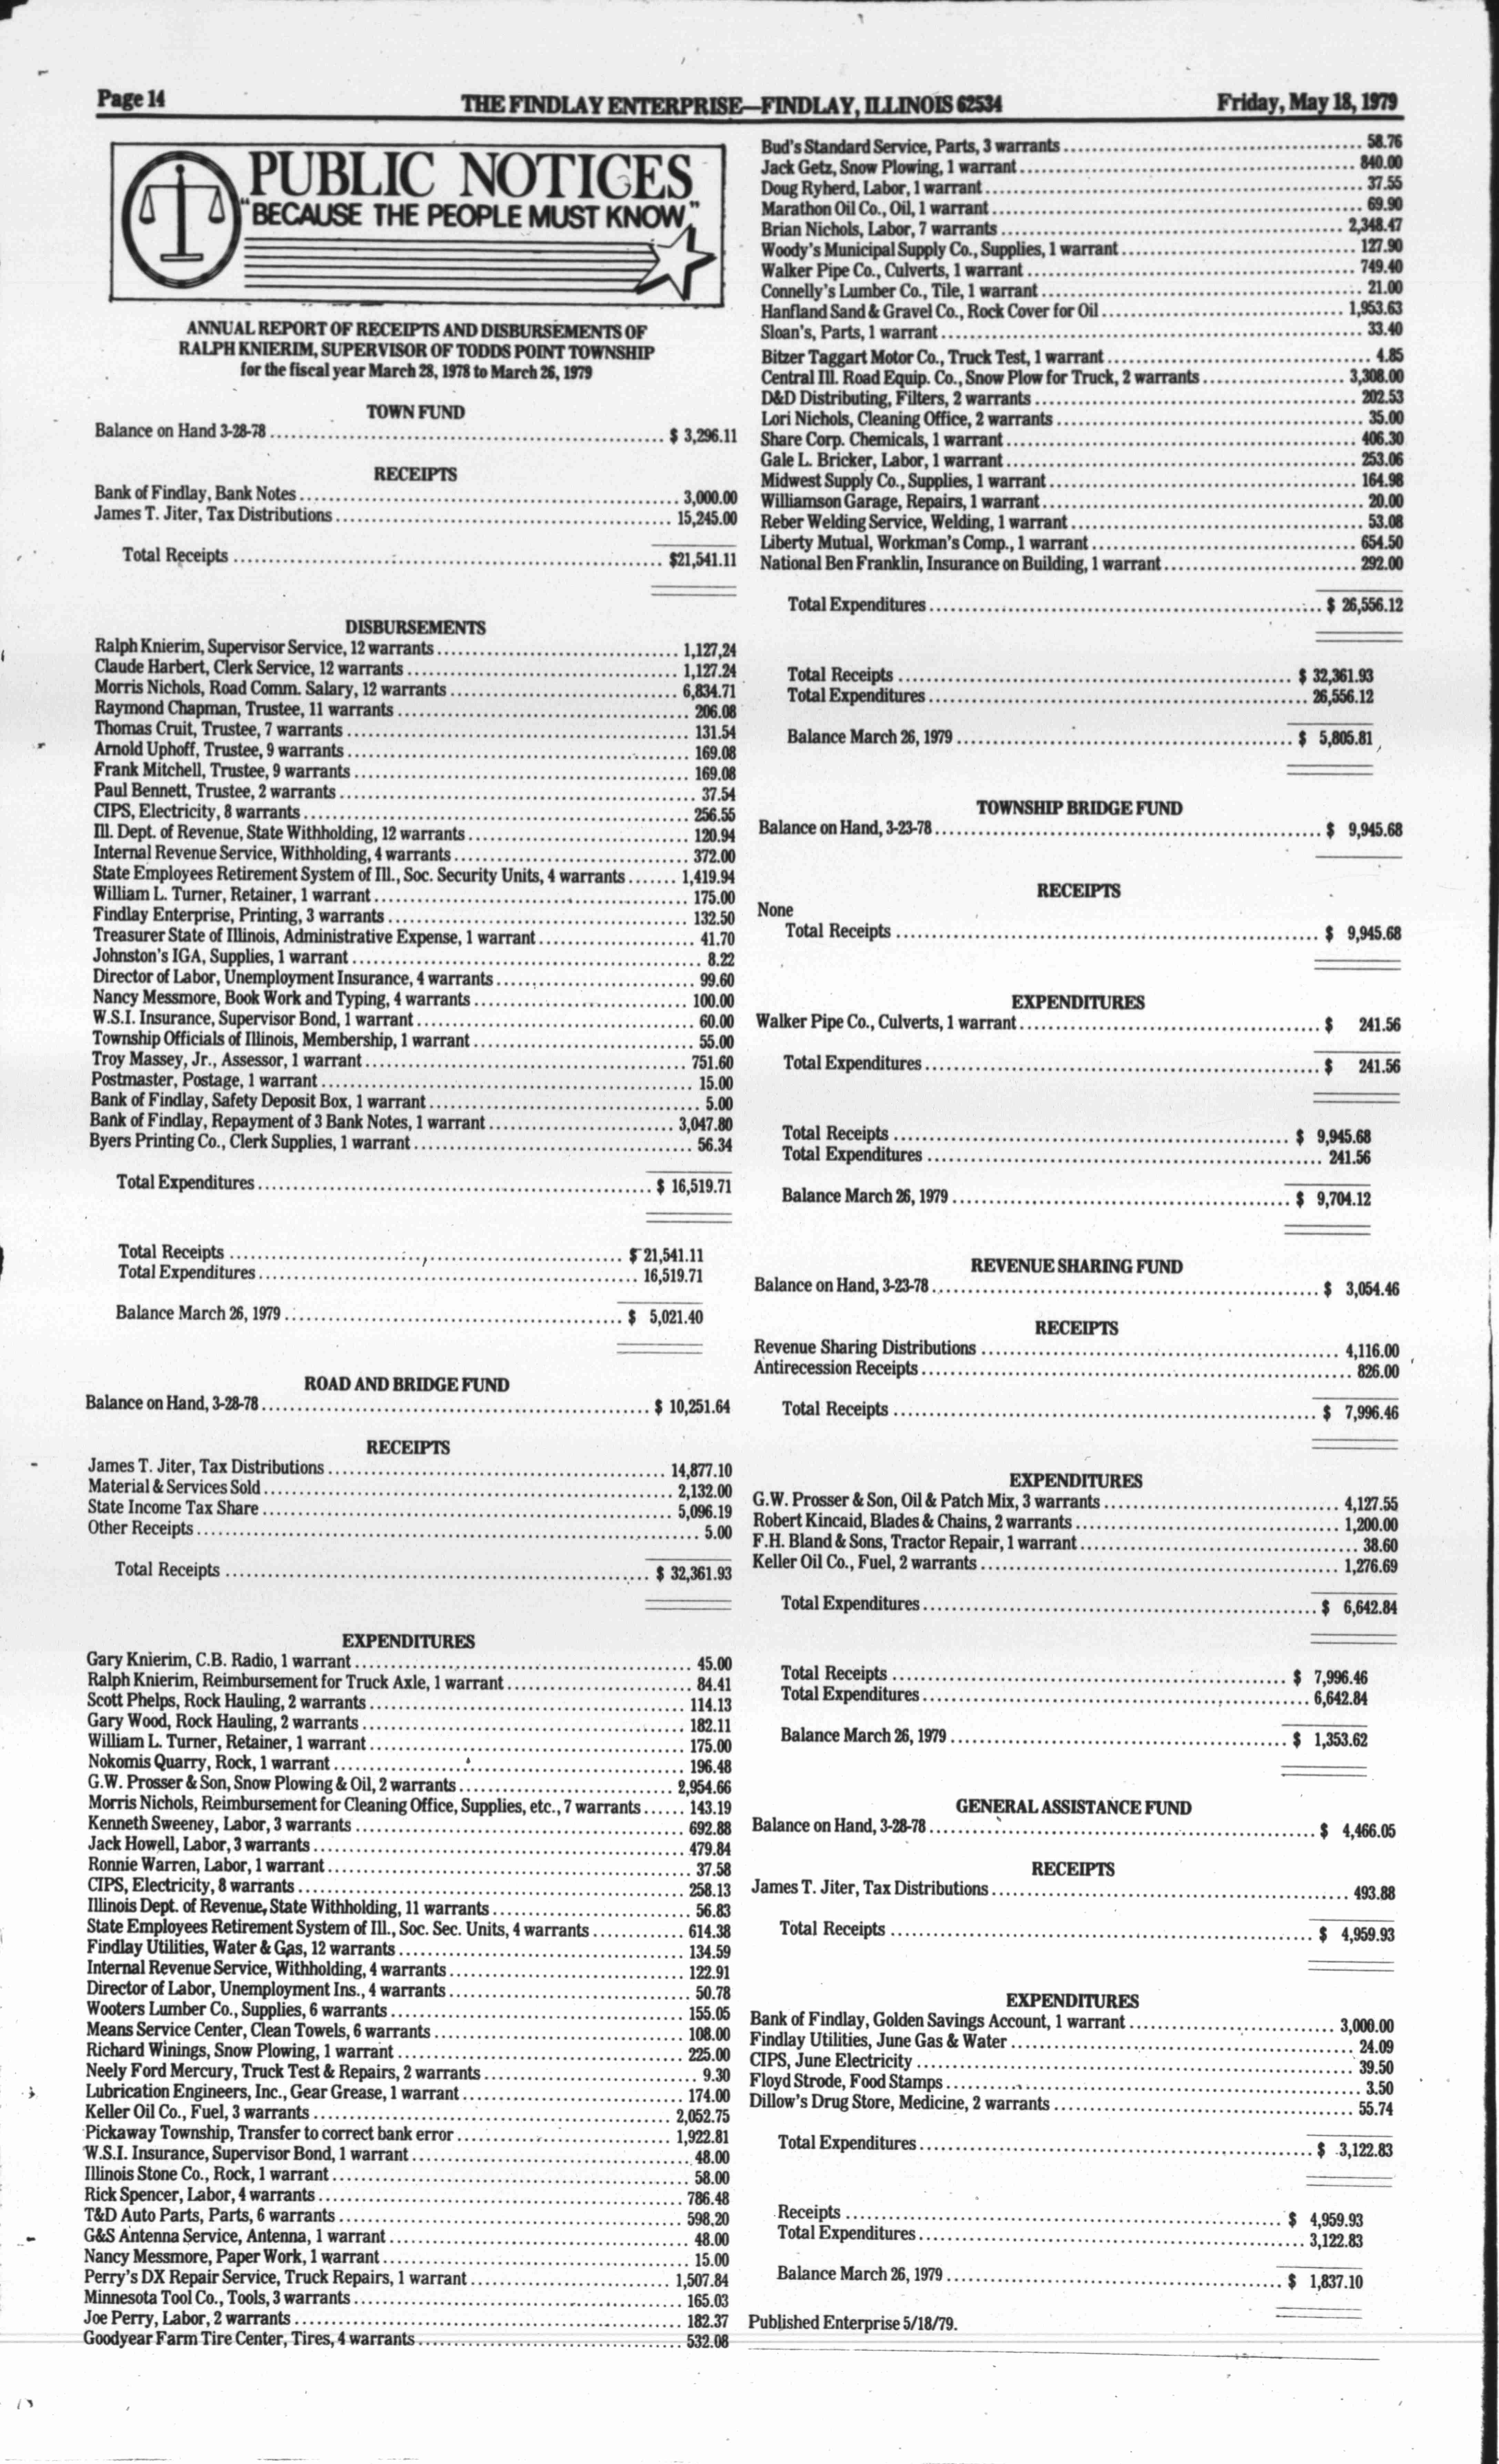 Page 14
THE FINDLAY ENTERPRISE—FINDLAY, ILLINOIS 62534
Friday, May 18, 1979
PUBLIC NOTICES
"BECAUSE THE PEOPLE MUST KNOW"
ANNUAL REPORT OF RECEIPTS AND DISBURSEMENTS OF
RALPH KNIERIM, SUPERVISOR OF TODDS POINT TOWNSHIP
for the fiscal year March 28, 1978 to March 26, 1979
TOWN FUND
Balance on Hand 3-28-78 $ 3,296.11
RECEIPTS
Bank of Findlay, Bank Notes 3,000.00
James T. Jiter, Tax Distributions 15,245.00
Total Receipts $21,541.11
DISBURSEMENTS
Ralph Knierim, Supervisor Service, 12 warrants 1,127,24
Claude Harbert, Clerk Service, 12 warrants 1,127.24
Morris Nichols, Road Comm. Salary, 12 warrants 6,834.71
Raymond Chapman, Trustee, 11 warrants 206.08
Thomas Cruit, Trustee, 7 warrants 131.54
Arnold Uphoff, Trustee, 9 warrants 169.08
Frank Mitchell, Trustee, 9 warrants 169.08
Paul Bennett, Trustee, 2 warrants 37.54
CIPS, Electricity, 8 warrants 256.55
Ill. Dept. of Revenue, State Withholding, 12 warrants 120.94
Internal Revenue Service, Withholding, 4 warrants 372.00
State Employees Retirement System of Ill., Soc. Security Units, 4 warrants 1,419.94
William L. Turner, Retainer, 1 warrant 175.00
Findlay Enterprise, Printing, 3 warrants 132.50
Treasurer State of Illinois, Administrative Expense, 1 warrant 41.70
Johnston's IGA, Supplies, 1 warrant 8.22
Director of Labor, Unemployment Insurance, 4 warrants 99.60
Nancy Messmore, Book Work and Typing, 4 warrants 100.00
W.S.I. Insurance, Supervisor Bond, 1 warrant 60.00
Township Officials of Illinois, Membership, 1 warrant 55.00
Troy Massey, Jr., Assessor, 1 warrant 751.60
Postmaster, Postage, 1 warrant 15.00
Bank of Findlay, Safety Deposit Box, 1 warrant 5.00
Bank of Findlay, Repayment of 3 Bank Notes, 1 warrant 3,047.80
Byers Printing Co., Clerk Supplies, 1 warrant 56.34
Total Expenditures $ 16,519.71
Total Receipts $ 21,541.11
Total Expenditures 16,519.71
Balance March 26, 1979 $ 5,021.40
ROAD AND BRIDGE FUND
Balance on Hand, 3-28-78 $ 10,251.64
RECEIPTS
James T. Jiter, Tax Distributions 14,877.10
Material & Services Sold 2,132.00
State Income Tax Share 5,096.19
Other Receipts 5.00
Total Receipts $ 32,361.93
EXPENDITURES
Gary Knierim, C.B. Radio, 1 warrant 45.00
Ralph Knierim, Reimbursement for Truck Axle, 1 warrant 84.41
Scott Phelps, Rock Hauling, 2 warrants 114.13
Gary Wood, Rock Hauling, 2 warrants 182.11
William L. Turner, Retainer, 1 warrant 175.00
Nokomis Quarry, Rock, 1 warrant 196.48
G.W. Prosser & Son, Snow Plowing & Oil, 2 warrants 2,954.66
Morris Nichols, Reimbursement for Cleaning Office, Supplies, etc., 7 warrants 143.19
Kenneth Sweeney, Labor, 3 warrants 692.88
Jack Howell, Labor, 3 warrants 479.84
Ronnie Warren, Labor, 1 warrant 37.58
CIPS, Electricity, 8 warrants 258.13
Illinois Dept. of Revenue, State Withholding, 11 warrants 56.83
State Employees Retirement System of Ill., Soc. Sec. Units, 4 warrants 614.38
Findlay Utilities, Water & Gas, 12 warrants 134.59
Internal Revenue Service, Withholding, 4 warrants 122.91
Director of Labor, Unemployment Ins., 4 warrants 50.78
Wooters Lumber Co., Supplies, 6 warrants 155.05
Means Service Center, Clean Towels, 6 warrants 108.00
Richard Winings, Snow Plowing, 1 warrant 225.00
Neely Ford Mercury, Truck Test & Repairs, 2 warrants 9.30
Lubrication Engineers, Inc., Gear Grease, 1 warrant 174.00
Keller Oil Co., Fuel, 3 warrants 2,052.75
Pickaway Township, Transfer to correct bank error 1,922.81
W.S.I. Insurance, Supervisor Bond, 1 warrant 48.00
Illinois Stone Co., Rock, 1 warrant 58.00
Rick Spencer, Labor, 4 warrants 786.48
T&D Auto Parts, Parts, 6 warrants 598.20
G&S Antenna Service, Antenna, 1 warrant 48.00
Nancy Messmore, Paper Work, 1 warrant 15.00
Perry's DX Repair Service, Truck Repairs, 1 warrant 1,507.84
Minnesota Tool Co., Tools, 3 warrants 165.03
Joe Perry, Labor, 2 warrants 182.37
Goodyear Farm Tire Center, Tires, 4 warrants 532.08
Bud's Standard Service, Parts, 3 warrants 58.76
Jack Getz, Snow Plowing, 1 warrant 840.00
Doug Ryherd, Labor, 1 warrant 37.55
Marathon Oil Co., Oil, 1 warrant 69.90
Brian Nichols, Labor, 7 warrants 2,348.47
Woody's Municipal Supply Co., Supplies, 1 warrant 127.90
Walker Pipe Co., Culverts, 1 warrant 749.40
Connelly's Lumber Co., Tile, 1 warrant 21.00
Hanfland Sand & Gravel Co., Rock Cover for Oil 1,953.63
Sloan's, Parts, 1 warrant 33.40
Bitzer Taggart Motor Co., Truck Test, 1 warrant 4.85
Central Ill. Road Equip. Co., Snow Plow for Truck, 2 warrants 3,308.00
D&D Distributing, Filters, 2 warrants 202.53
Lori Nichols, Cleaning Office, 2 warrants 35.00
Share Corp. Chemicals, 1 warrant 406.30
Gale L. Bricker, Labor, 1 warrant 253.06
Midwest Supply Co., Supplies, 1 warrant 164.98
Williamson Garage, Repairs, 1 warrant 20.00
Reber Welding Service, Welding, 1 warrant 53.08
Liberty Mutual, Workman's Comp., 1 warrant 654.50
National Ben Franklin, Insurance on Building, 1 warrant 292.00
Total Expenditures $ 26,556.12
Total Receipts $ 32,361.93
Total Expenditures 26,556.12
Balance March 26, 1979 $ 5,805.81
TOWNSHIP BRIDGE FUND
Balance on Hand, 3-23-78 $ 9,945.68
RECEIPTS
None
Total Receipts $ 9,945.68
EXPENDITURES
Walker Pipe Co., Culverts, 1 warrant $ 241.56
Total Expenditures $ 241.56
Total Receipts $ 9,945.68
Total Expenditures 241.56
Balance March 26, 1979 $ 9,704.12
REVENUE SHARING FUND
Balance on Hand, 3-23-78 $ 3,054.46
RECEIPTS
Revenue Sharing Distributions 4,116.00
Antirecession Receipts 826.00
Total Receipts $ 7,996.46
EXPENDITURES
G.W. Prosser & Son, Oil & Patch Mix, 3 warrants 4,127.55
Robert Kincaid, Blades & Chains, 2 warrants 1,200.00
F.H. Bland & Sons, Tractor Repair, 1 warrant 38.60
Keller Oil Co., Fuel, 2 warrants 1,276.69
Total Expenditures $ 6,642.84
Total Receipts $ 7,996.46
Total Expenditures 6,642.84
Balance March 26, 1979 $ 1,353.62
GENERAL ASSISTANCE FUND
Balance on Hand, 3-28-78 $ 4,466.05
RECEIPTS
James T. Jiter, Tax Distributions 493.88
Total Receipts $ 4,959.93
EXPENDITURES
Bank of Findlay, Golden Savings Account, 1 warrant 3,000.00
Findlay Utilities, June Gas & Water 24.09
CIPS, June Electricity 39.50
Floyd Strode, Food Stamps 3.50
Dillow's Drug Store, Medicine, 2 warrants 55.74
Total Expenditures $ 3,122.83
Receipts $ 4,959.93
Total Expenditures 3,122.83
Balance March 26, 1979 $ 1,837.10
Published Enterprise 5/18/79.